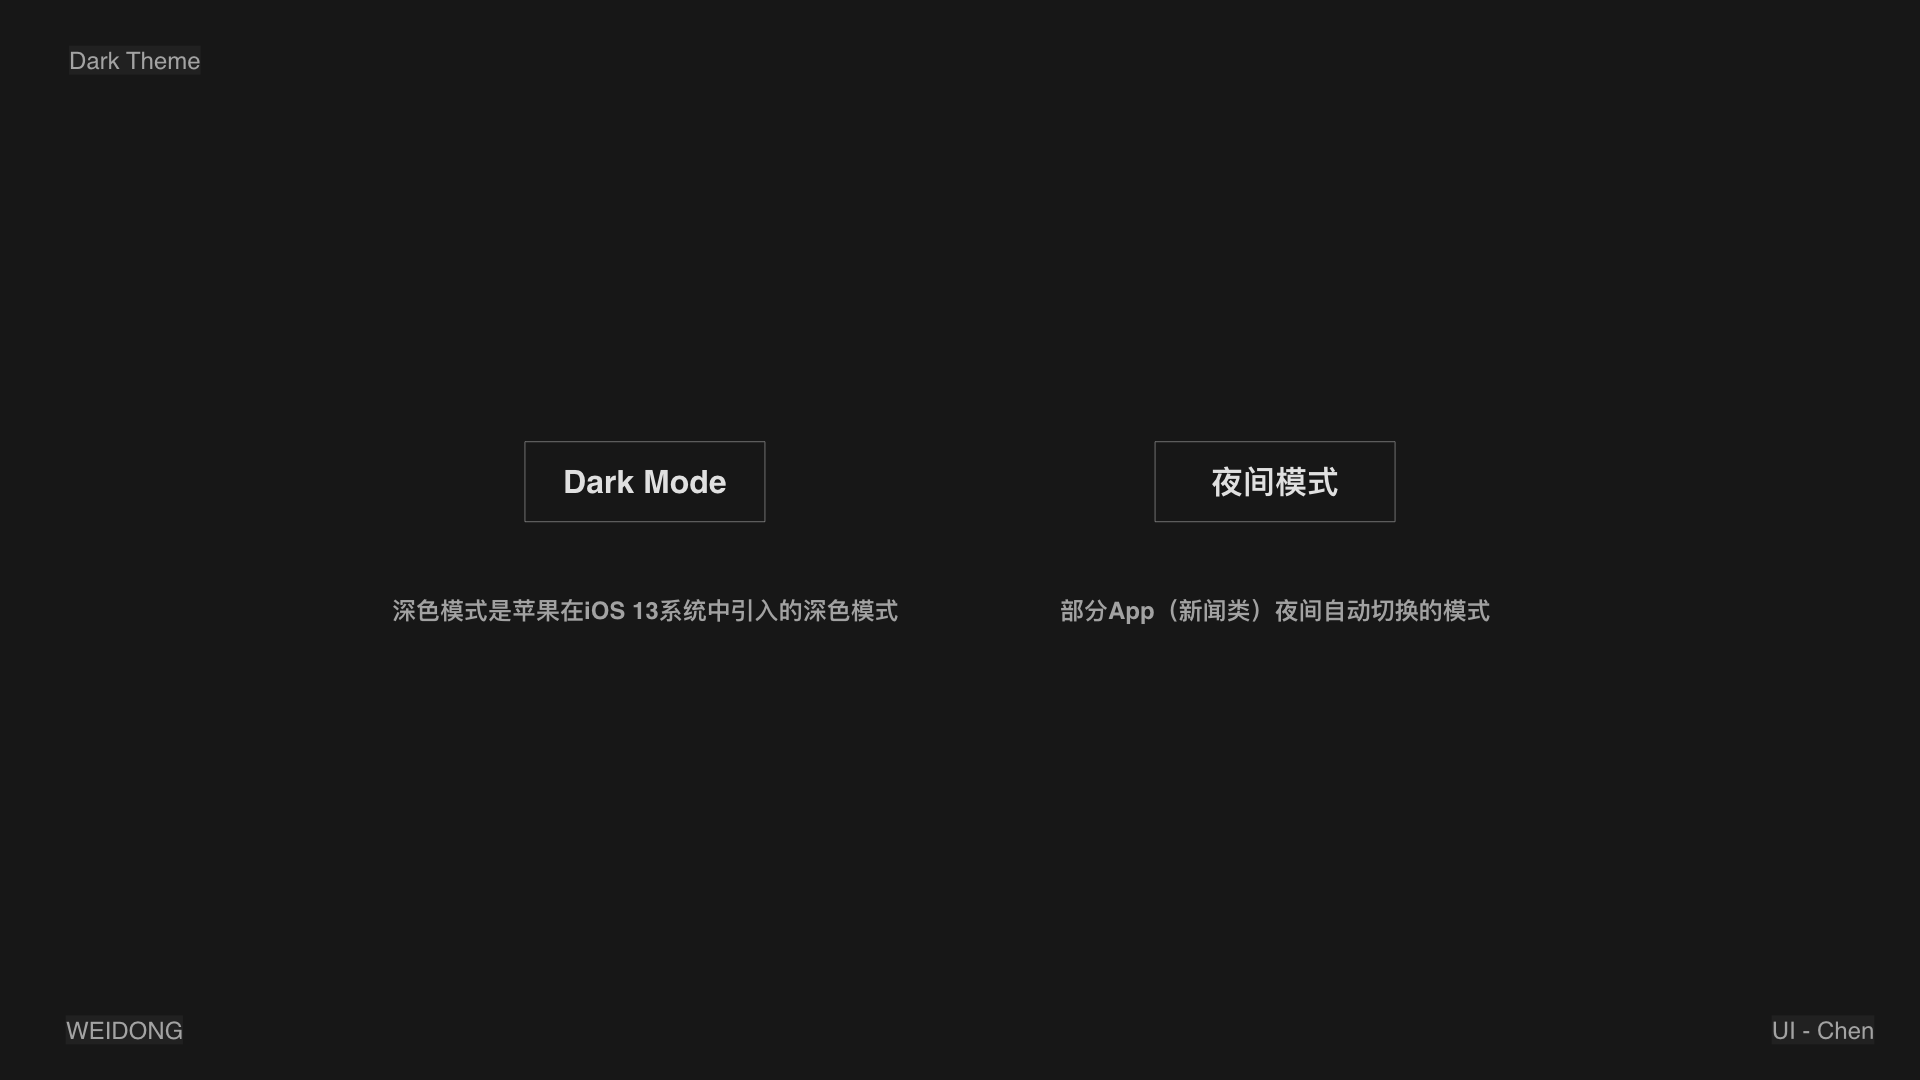 Dark Theme
Dark Mode
夜间模式
深色模式是苹果在iOS 13系统中引入的深色模式
部分App（新闻类）夜间自动切换的模式
WEIDONG
UI - Chen